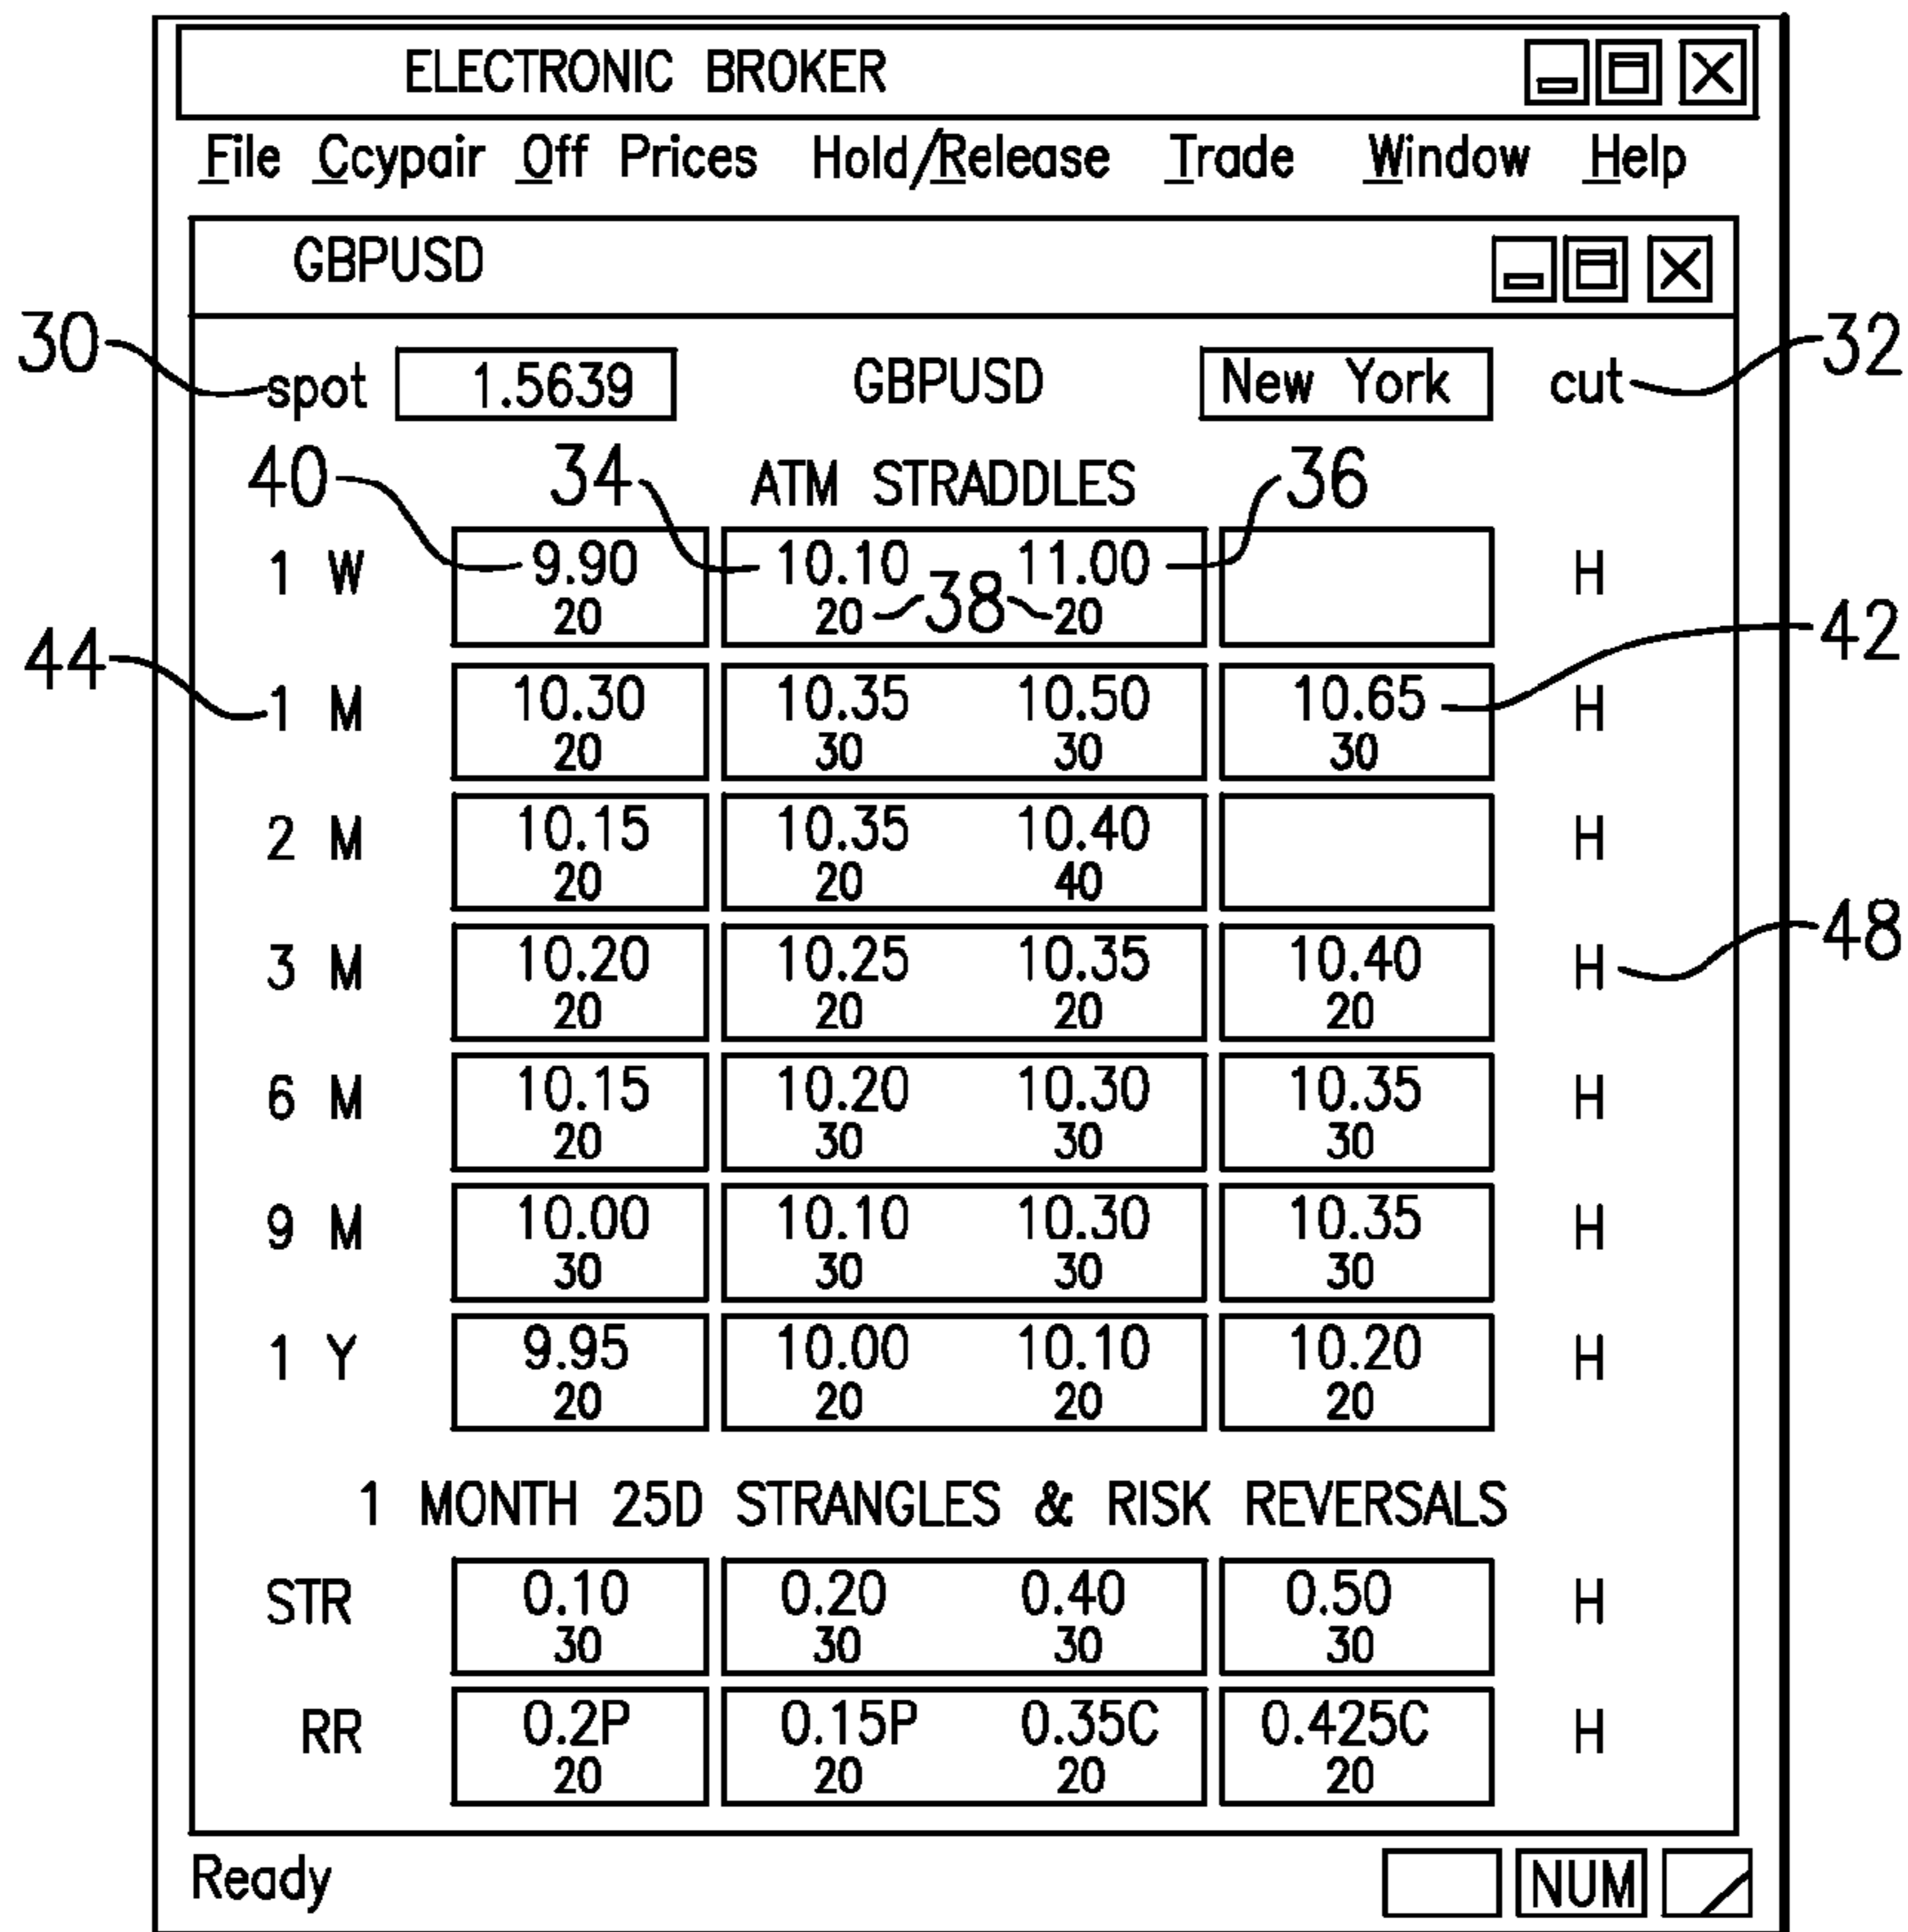 ELECTRONIC BROKER
File Ccypair Off Prices Hold/Release Trade Window Help
GBPUSD
30 spot 1.5639 GBPUSD New York cut 32
40 34 ATM STRADDLES 36
1 W 9.90 10.10 11.00 H
20 20 38 20
42
44
1 M 10.30 10.35 10.50 10.65 H
20 30 30 30
2 M 10.15 10.35 10.40 H
20 20 40
48
3 M 10.20 10.25 10.35 10.40 H
20 20 20 20
6 M 10.15 10.20 10.30 10.35 H
20 30 30 30
9 M 10.00 10.10 10.30 10.35 H
30 30 30 30
1 Y 9.95 10.00 10.10 10.20 H
20 20 20 20
1 MONTH 25D STRANGLES & RISK REVERSALS
STR 0.10 0.20 0.40 0.50 H
30 30 30 30
RR 0.2P 0.15P 0.35C 0.425C H
20 20 20 20
Ready NUM